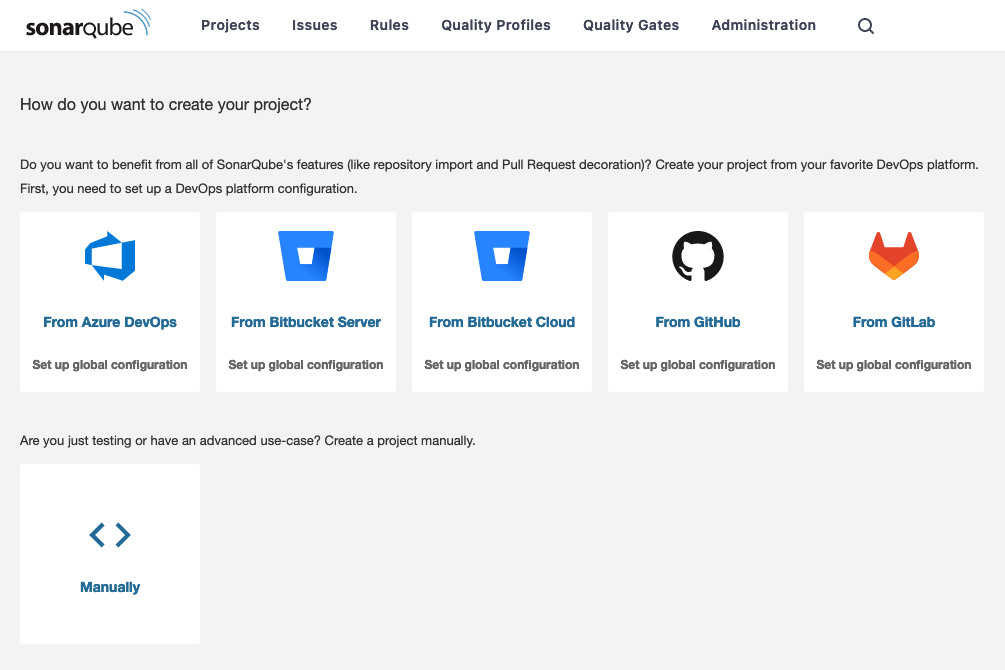 sonarqube Projects Issues Rules Quality Profiles Quality Gates Administration
How do you want to create your project?
Do you want to benefit from all of SonarQube's features (like repository import and Pull Request decoration)? Create your project from your favorite DevOps platform.
First, you need to set up a DevOps platform configuration.
From Azure DevOps From Bitbucket Server From Bitbucket Cloud From GitHub From GitLab
Set up global configuration Set up global configuration Set up global configuration Set up global configuration Set up global configuration
Are you just testing or have an advanced use-case? Create a project manually.
Manually